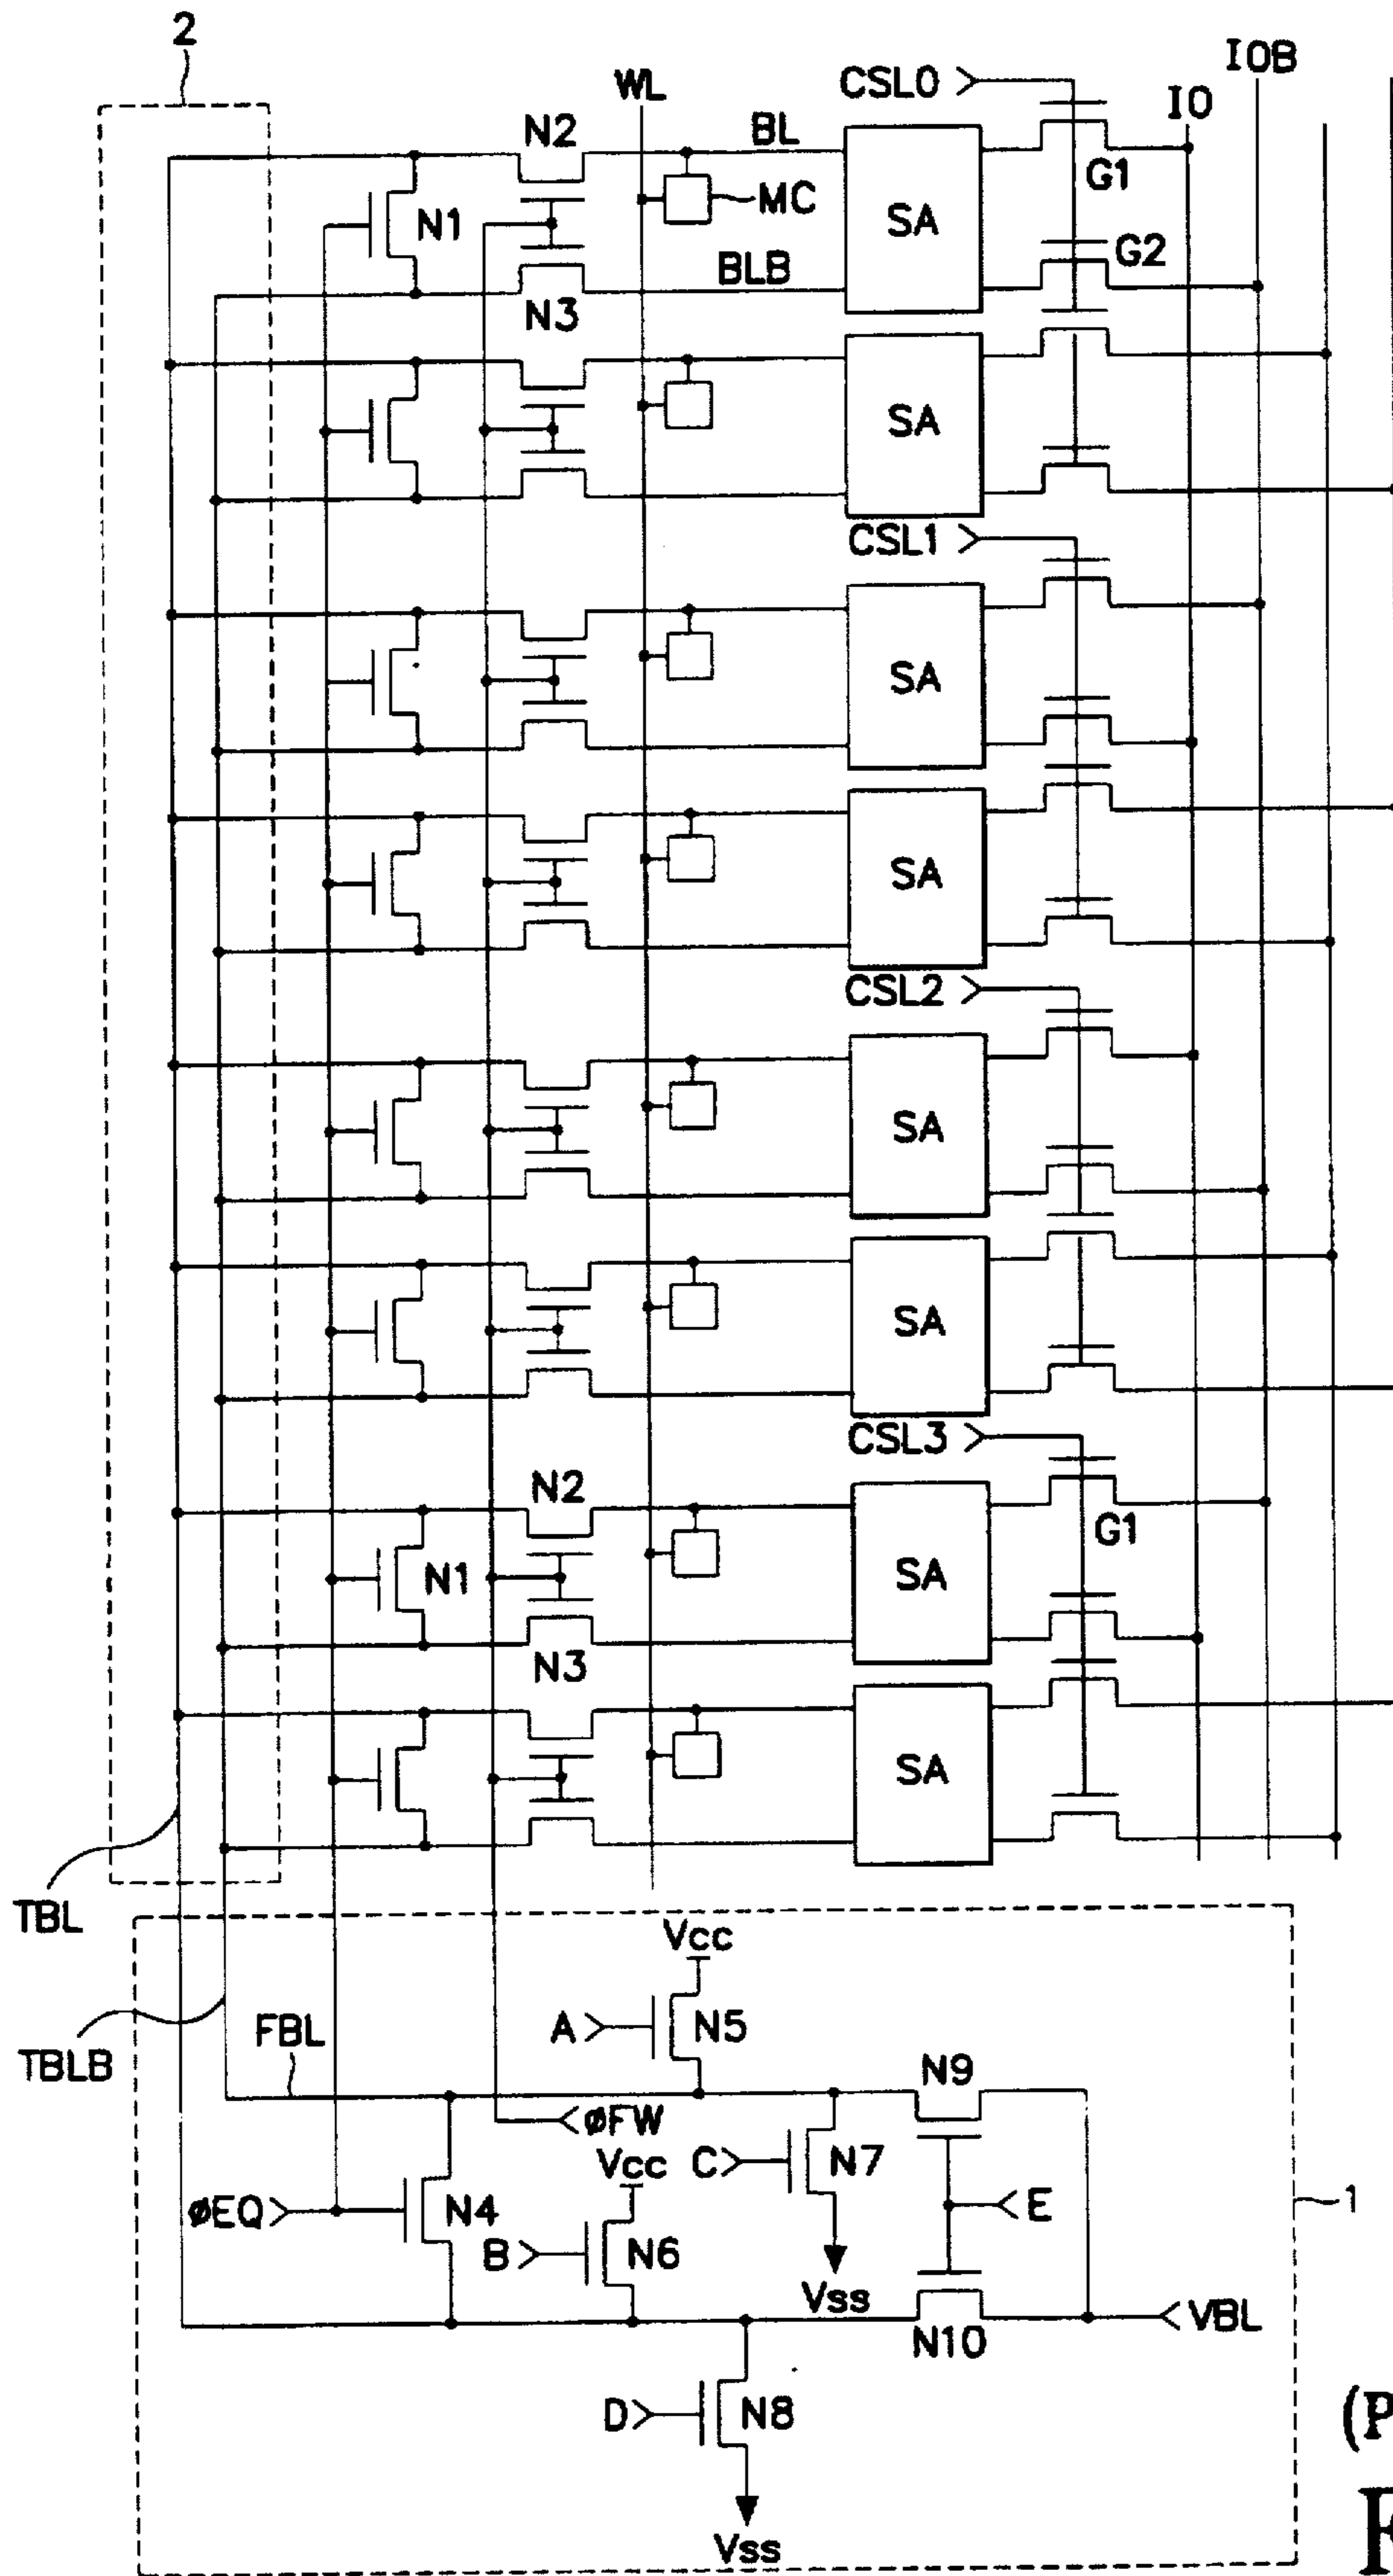 2
IOB
WL
CSL0
IO
N2
BL
G1
MC
N1
SA
G2
BLB
N3
SA
CSL1
SA
SA
CSL2
SA
SA
CSL3
N2
G1
N1
SA
N3
SA
TBL
Vcc
A
N5
FBL
TBLB
N9
øFW
Vcc
C
N7
øEQ
N4
E
1
B
N6
Vss
VBL
N10
D
N8
(P
Vss